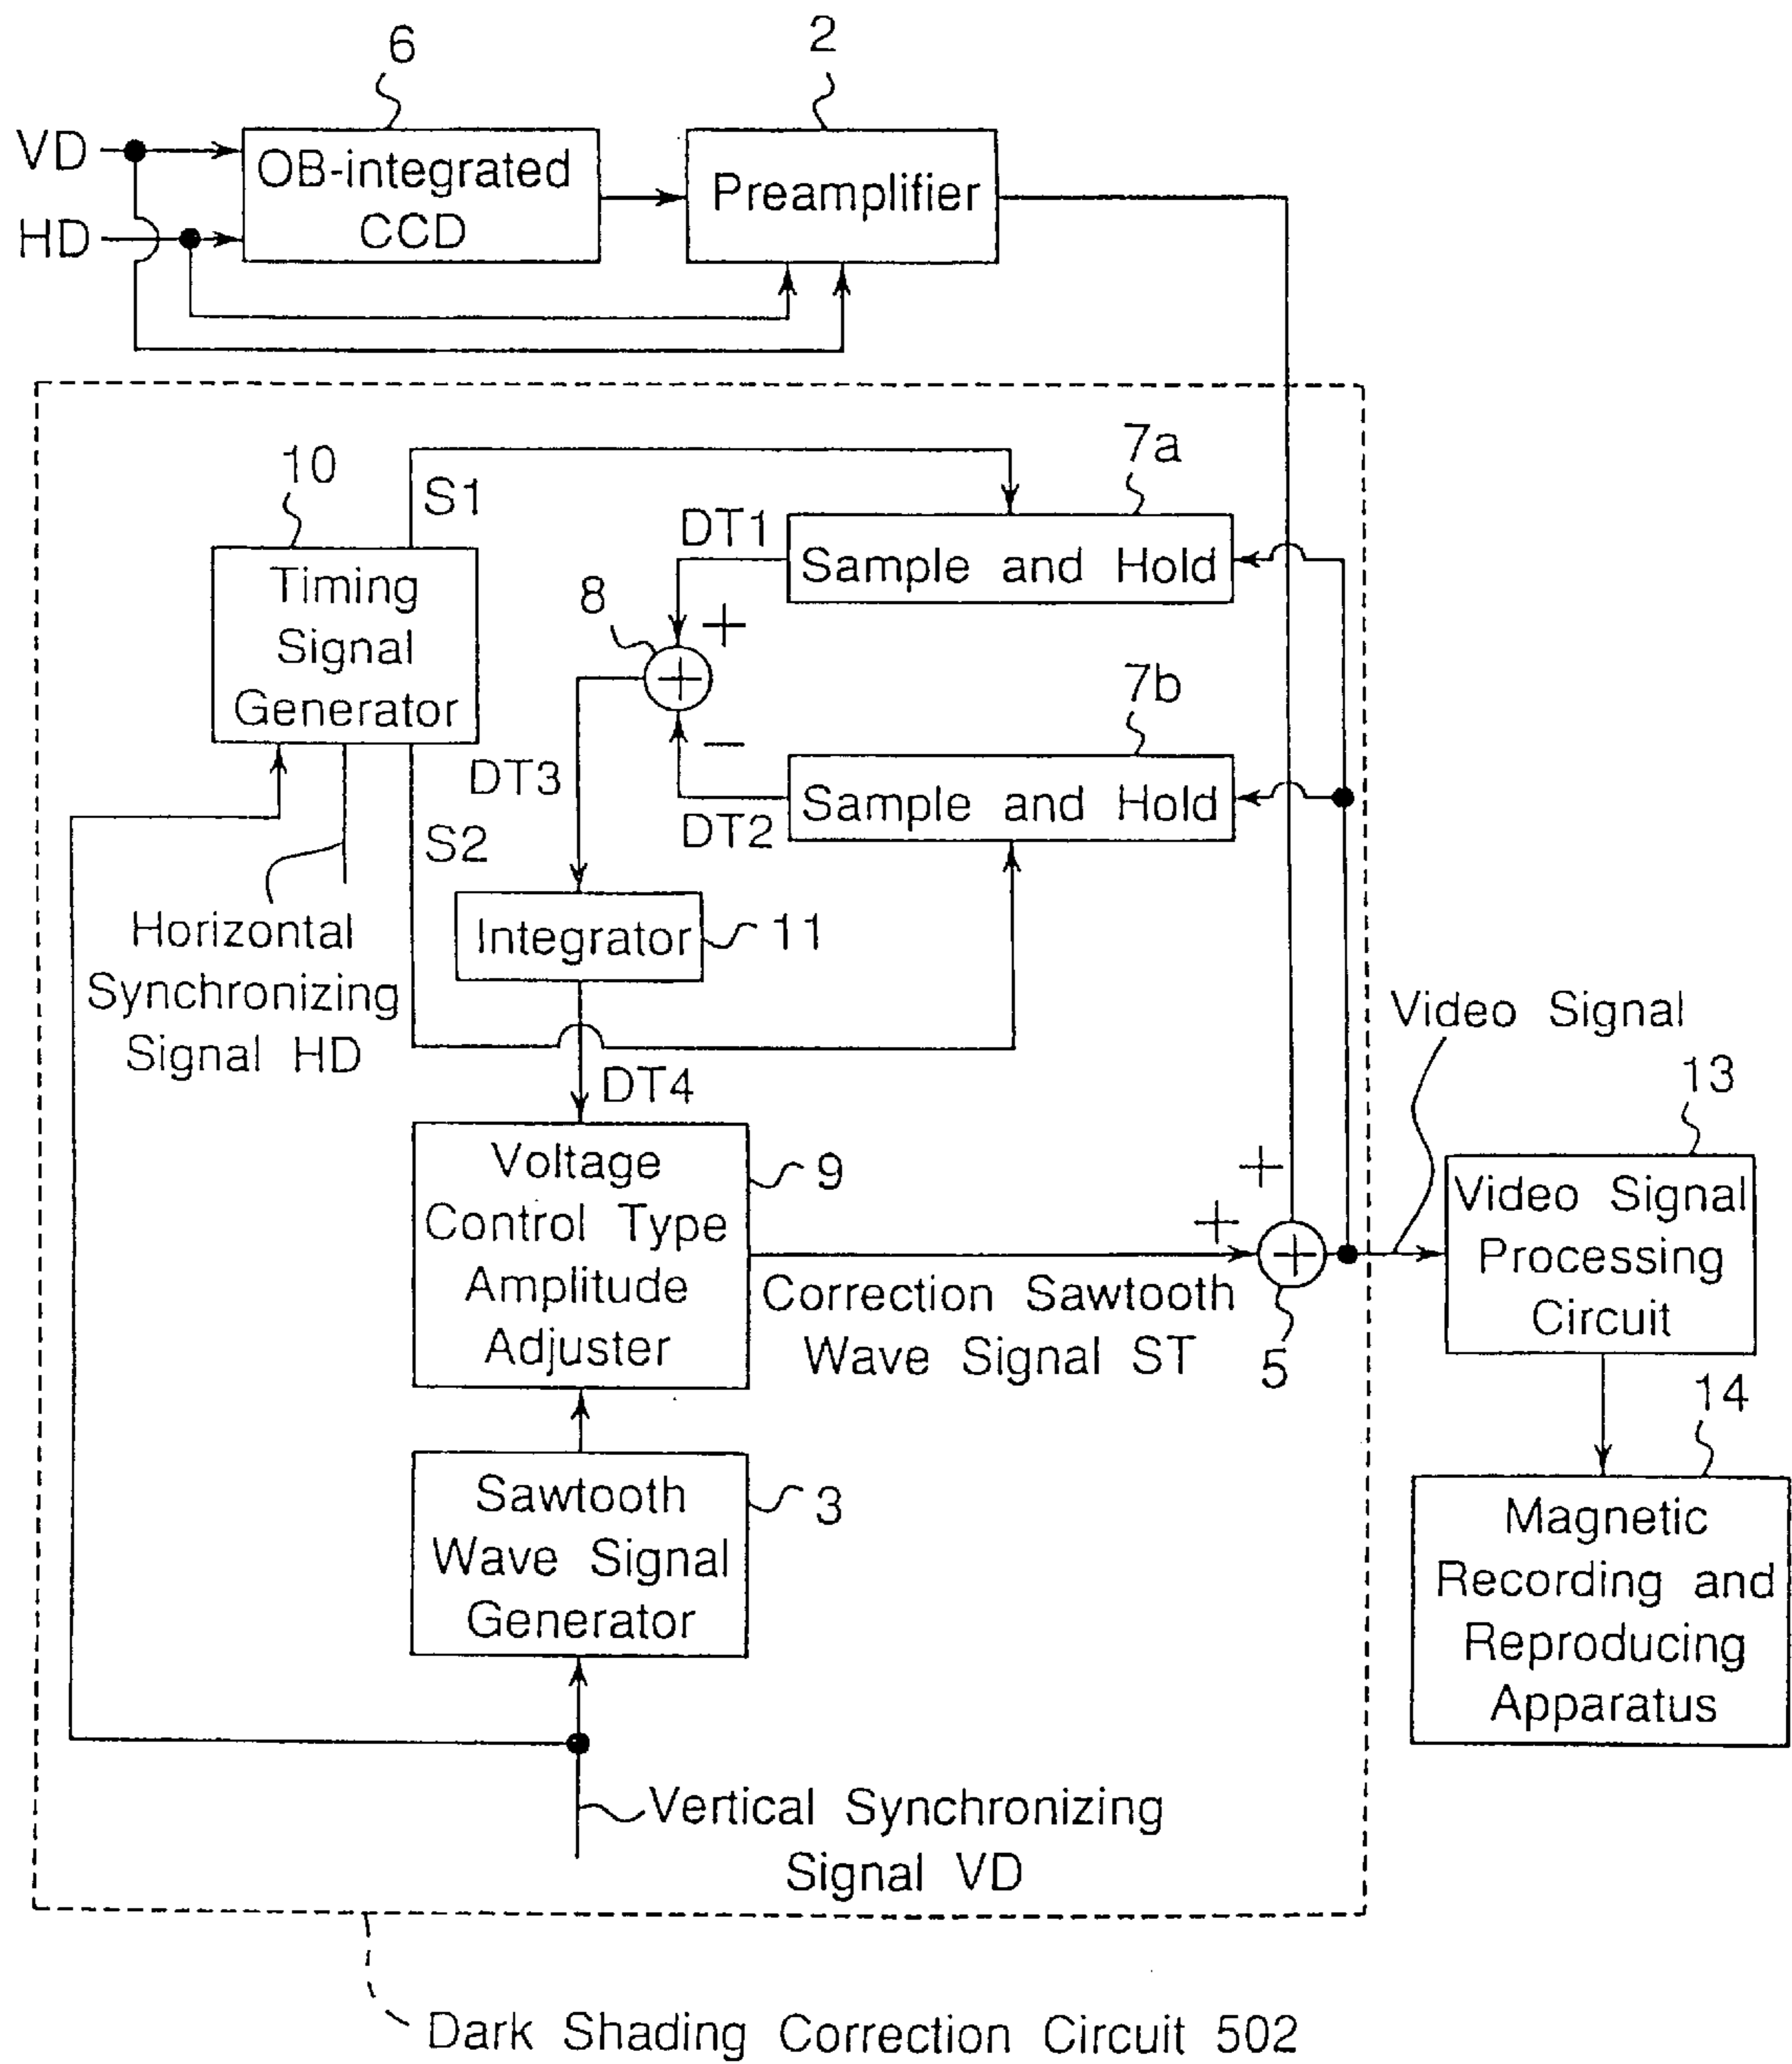 6
2
VD
HD
OB-integrated
CCD
Preamplifier
10
S1
7a
DT1
Sample and Hold
Timing
Signal
Generator
8
+
+
7b
−
DT3
DT2
Sample and Hold
S2
Horizontal
Synchronizing
Signal HD
Integrator
11
Video Signal
DT4
13
Voltage
Control Type
Amplitude
Adjuster
9
+
+
+
Correction Sawtooth
Wave Signal ST
5
Video Signal
Processing
Circuit
14
Sawtooth
Wave Signal
Generator
3
Magnetic
Recording and
Reproducing
Apparatus
Vertical Synchronizing
Signal VD
Dark Shading Correction Circuit 502